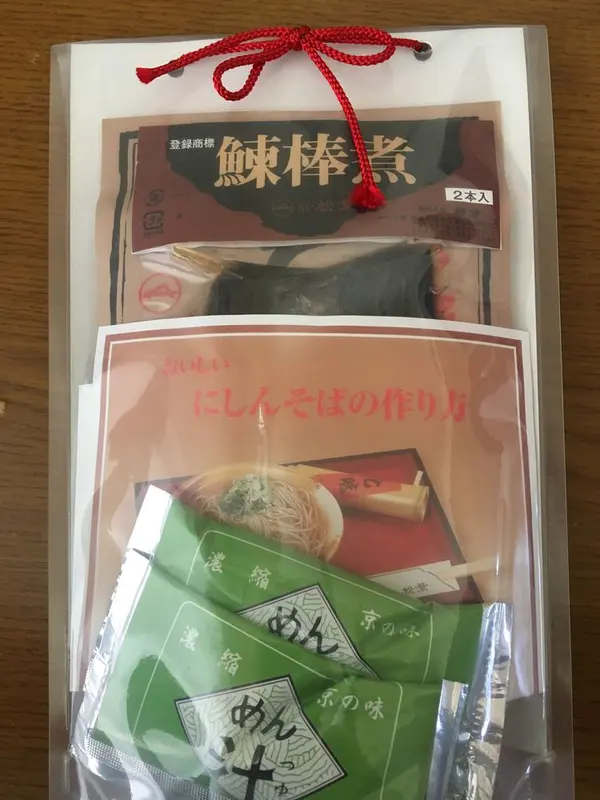 登録商標
鰊棒煮
2本入
おいしい
にしんそばの作り方
濃縮
めん
京の味
濃縮
めん
汁
つゆ
京の味